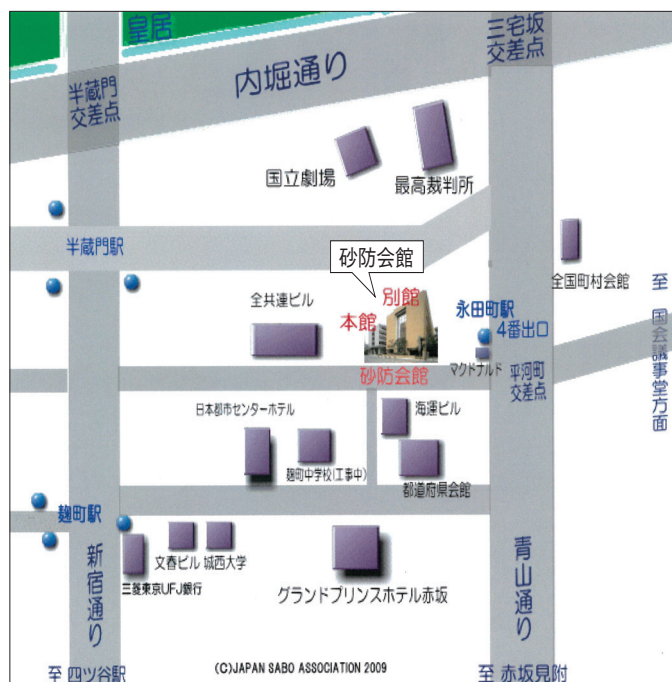 皇居
三宅坂
交差点
内堀通り
半蔵門
交差点
国立劇場
最高裁判所
半蔵門駅
砂防会館
全国町村会館
至 国会議事堂方面
全共連ビル
別館
本館
永田町駅
4番出口
マクドナルド
砂防会館
平河町
交差点
日本都市センターホテル
海運ビル
麹町中学校(工事中)
都道府県会館
麹町駅
文春ビル
城西大学
三菱東京UFJ銀行
グランドプリンスホテル赤坂
新宿通り
青山通り
至 四ツ谷駅
(C)JAPAN SABO ASSOCIATION 2009
至 赤坂見附